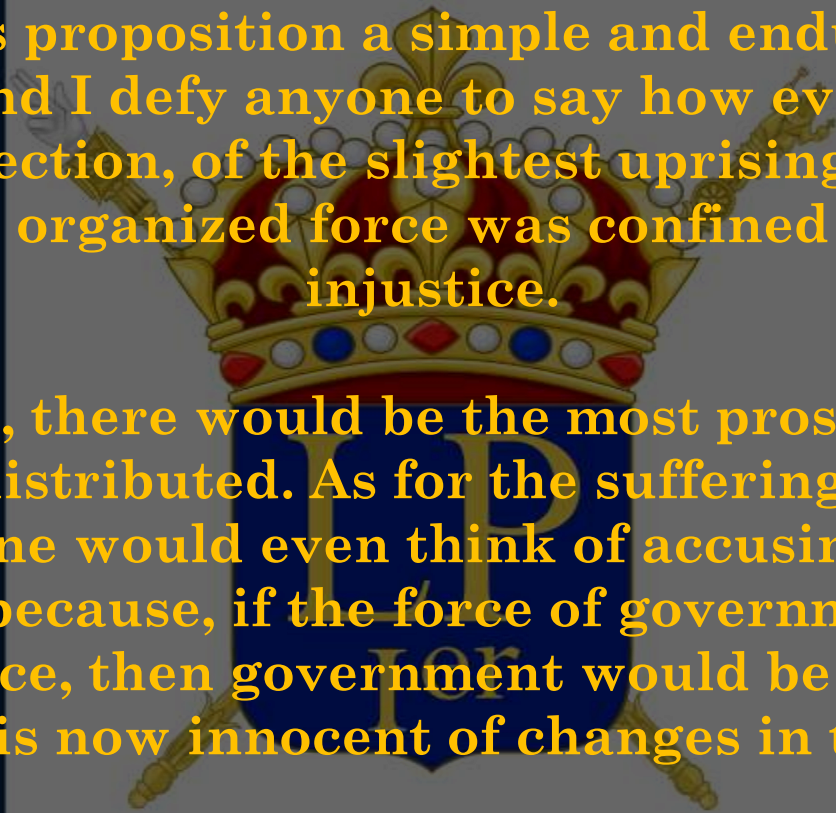 s proposition a simple and endu
nd I defy anyone to say how ev
ection, of the slightest uprising
organized force was confined
injustice.
, there would be the most pros
istributed. As for the suffering
ne would even think of accusin
because, if the force of governm
ce, then government would be
is now innocent of changes in t
LP
Ier